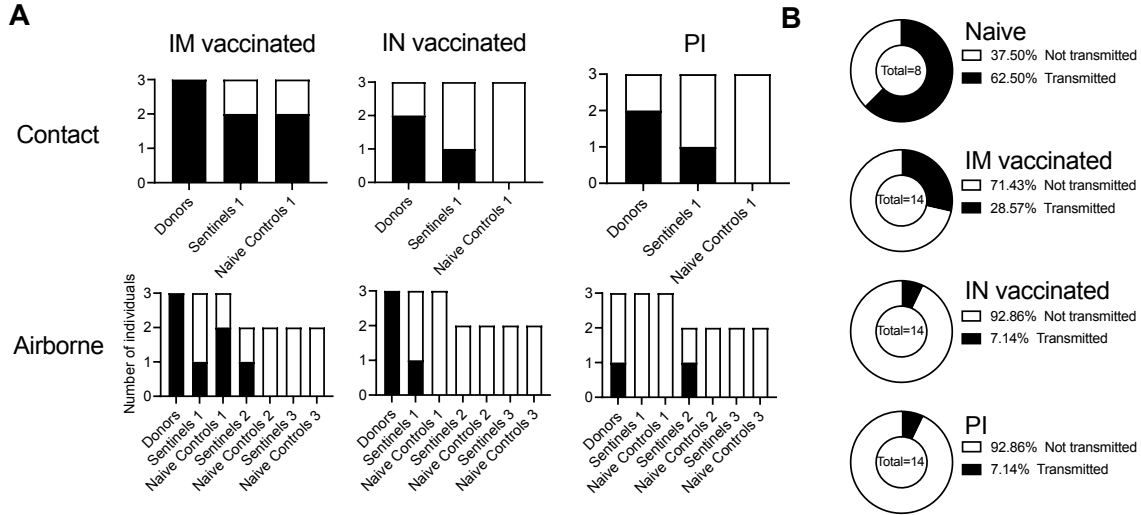 A
IM vaccinated
IN vaccinated
PI
Contact
3
2
1
0
Donors
Sentinels 1
Naive Controls 1
3
2
1
0
Donors
Sentinels 1
Naive Controls 1
3
2
1
0
Donors
Sentinels 1
Naive Controls 1
Airborne
Number of individuals
3
2
1
0
Donors
Sentinels 1
Naive Controls 1
Sentinels 2
Naive Controls 2
Sentinels 3
Naive Controls 3
3
2
1
0
Donors
Sentinels 1
Naive Controls 1
Sentinels 2
Naive Controls 2
Sentinels 3
Naive Controls 3
3
2
1
0
Donors
Sentinels 1
Naive Controls 1
Sentinels 2
Naive Controls 2
Sentinels 3
Naive Controls 3
B
Total=8
Naive
37.50% Not transmitted
62.50% Transmitted
Total=14
IM vaccinated
71.43% Not transmitted
28.57% Transmitted
Total=14
IN vaccinated
92.86% Not transmitted
7.14% Transmitted
Total=14
PI
92.86% Not transmitted
7.14% Transmitted